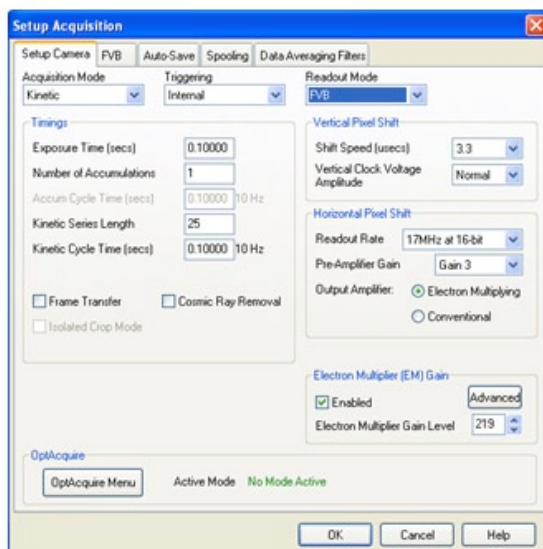 Setup Acquisition
Setup Camera FVB Auto-Save Spooling Data Averaging Filters
Acquisition Mode Triggering Readout Mode
Kinetic Internal FVB
Timings
Exposure Time (secs) 0.10000
Number of Accumulations 1
Accum Cycle Time (secs) 0.10000 10 Hz
Kinetic Series Length 25
Kinetic Cycle Time (secs) 0.10000 10 Hz
Frame Transfer Cosmic Ray Removal
Isolated Crop Mode
Vertical Pixel Shift
Shift Speed (usecs) 3.3
Vertical Clock Voltage
Amplitude Normal
Horizontal Pixel Shift
Readout Rate 17MHz at 16-bit
Pre-Amplifier Gain Gain 3
Output Amplifier: Electron Multiplying
Conventional
Electron Multiplier (EM) Gain
Enabled Advanced
Electron Multiplier Gain Level 219
OptAcquire
OptAcquire Menu Active Mode No Mode Active
OK Cancel Help